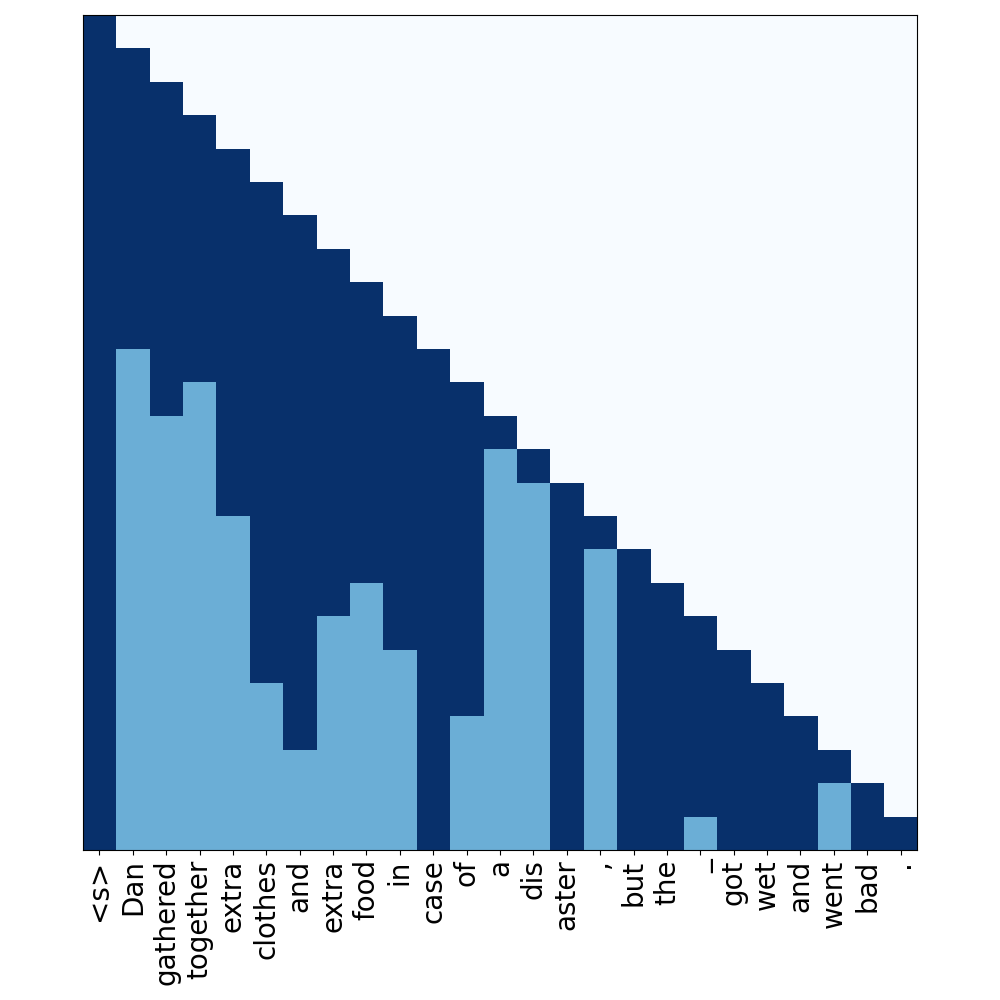 <s>
Dan
gathered
together
extra
clothes
and
extra
food
in
case
of
a
dis
aster
,
but
the
_
got
wet
and
went
bad
.